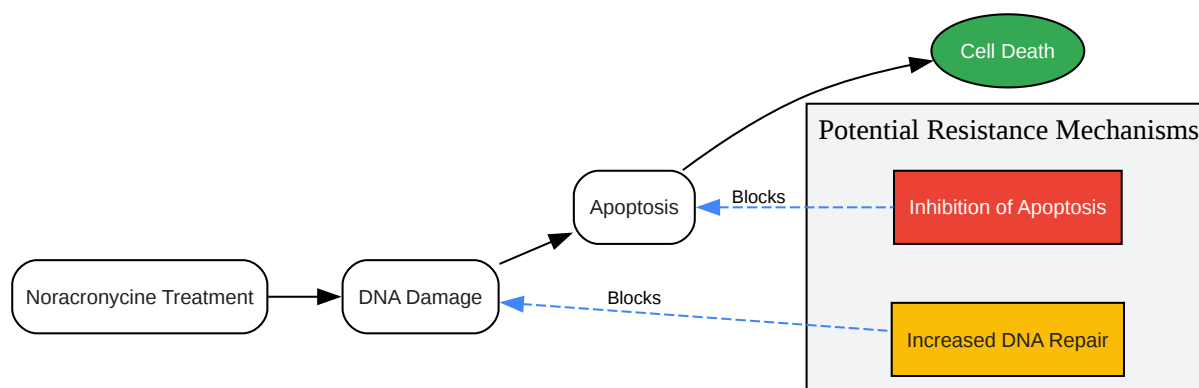 Cell Death
Potential Resistance Mechanisms
Apoptosis
Blocks
Inhibition of Apoptosis
Noracronycine Treatment
DNA Damage
Blocks
Increased DNA Repair